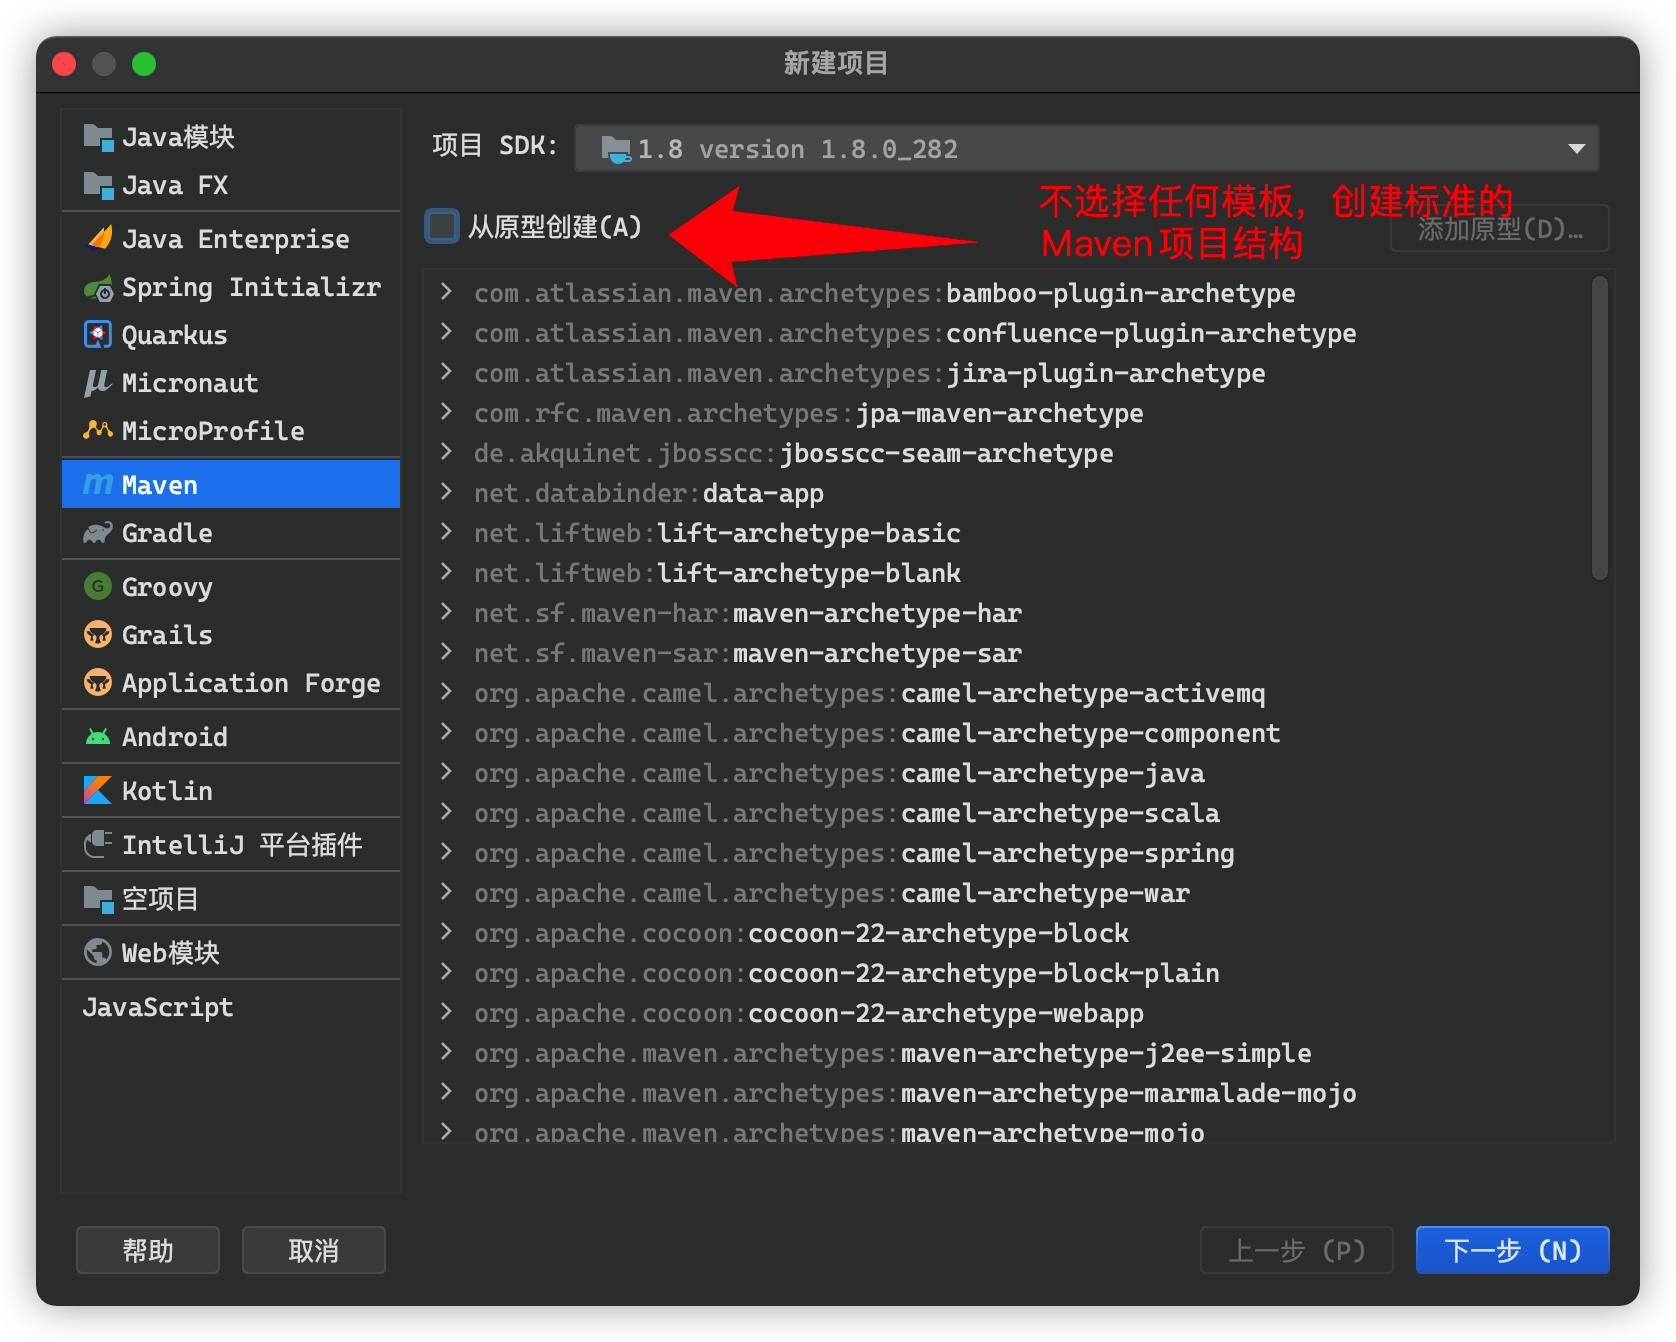 新建项目
Java模块
Java FX
Java Enterprise
Spring Initializr
Quarkus
Micronaut
MicroProfile
Maven
Gradle
Groovy
Grails
Application Forge
Android
Kotlin
IntelliJ 平台插件
空项目
Web模块
JavaScript
项目 SDK:
1.8 version 1.8.0_282
从原型创建(A)
不选择任何模板，创建标准的
Maven项目结构
添加原型(D)…
com.atlassian.maven.archetypes:bamboo-plugin-archetype
com.atlassian.maven.archetypes:confluence-plugin-archetype
com.atlassian.maven.archetypes:jira-plugin-archetype
com.rfc.maven.archetypes:jpa-maven-archetype
de.akquinet.jbosscc:jbosscc-seam-archetype
net.databinder:data-app
net.liftweb:lift-archetype-basic
net.liftweb:lift-archetype-blank
net.sf.maven-har:maven-archetype-har
net.sf.maven-sar:maven-archetype-sar
org.apache.camel.archetypes:camel-archetype-activemq
org.apache.camel.archetypes:camel-archetype-component
org.apache.camel.archetypes:camel-archetype-java
org.apache.camel.archetypes:camel-archetype-scala
org.apache.camel.archetypes:camel-archetype-spring
org.apache.camel.archetypes:camel-archetype-war
org.apache.cocoon:cocoon-22-archetype-block
org.apache.cocoon:cocoon-22-archetype-block-plain
org.apache.cocoon:cocoon-22-archetype-webapp
org.apache.maven.archetypes:maven-archetype-j2ee-simple
org.apache.maven.archetypes:maven-archetype-marmalade-mojo
org.apache.maven.archetypes:maven-archetype-mojo
帮助
取消
上一步 (P)
下一步 (N)